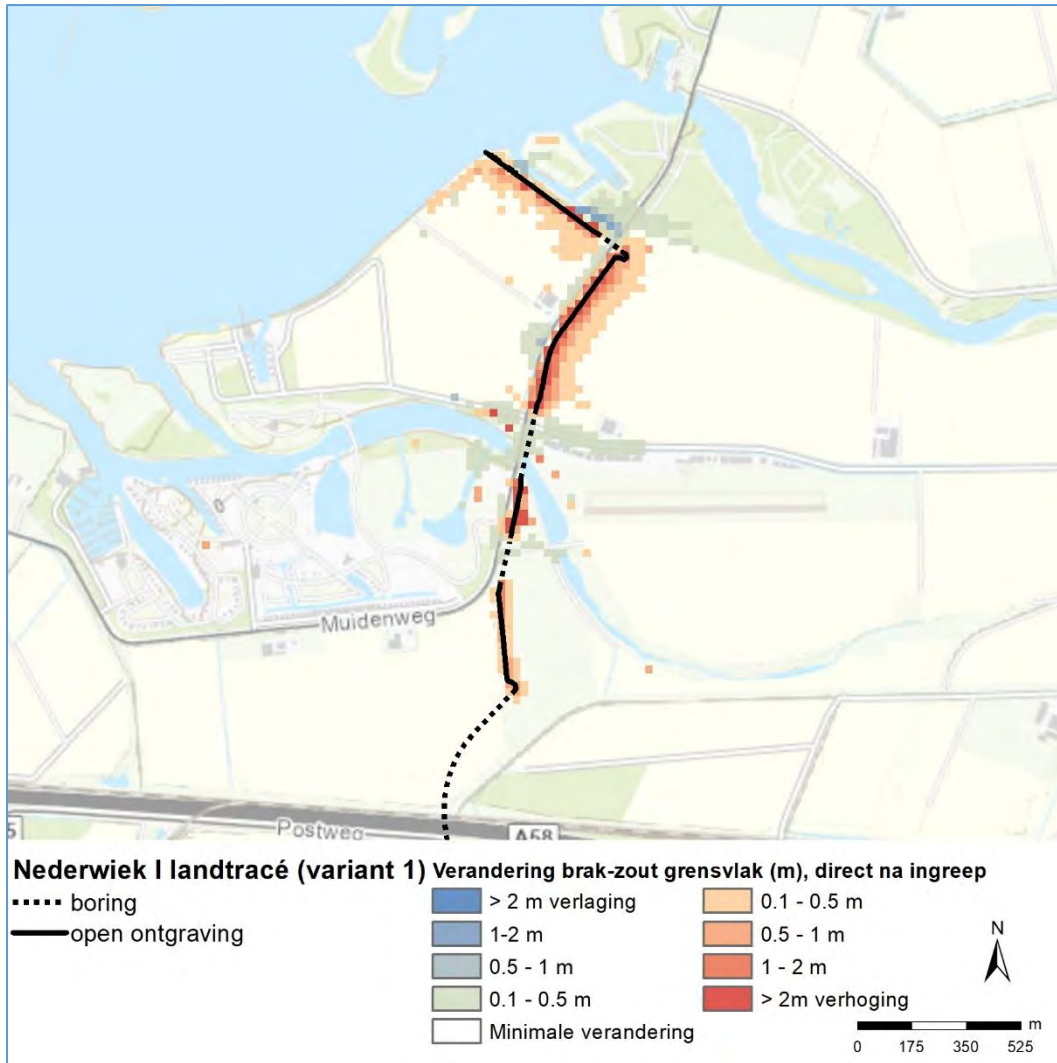 Muidenweg
Postweg
A58
5
Nederwiek I landtracé (variant 1)
boring
open ontgraving
Verandering brak-zout grensvlak (m), direct na ingreep
> 2 m verlaging
1-2 m
0.5 - 1 m
0.1 - 0.5 m
Minimale verandering
0.1 - 0.5 m
0.5 - 1 m
1 - 2 m
> 2m verhoging
N
m
0 175 350 525